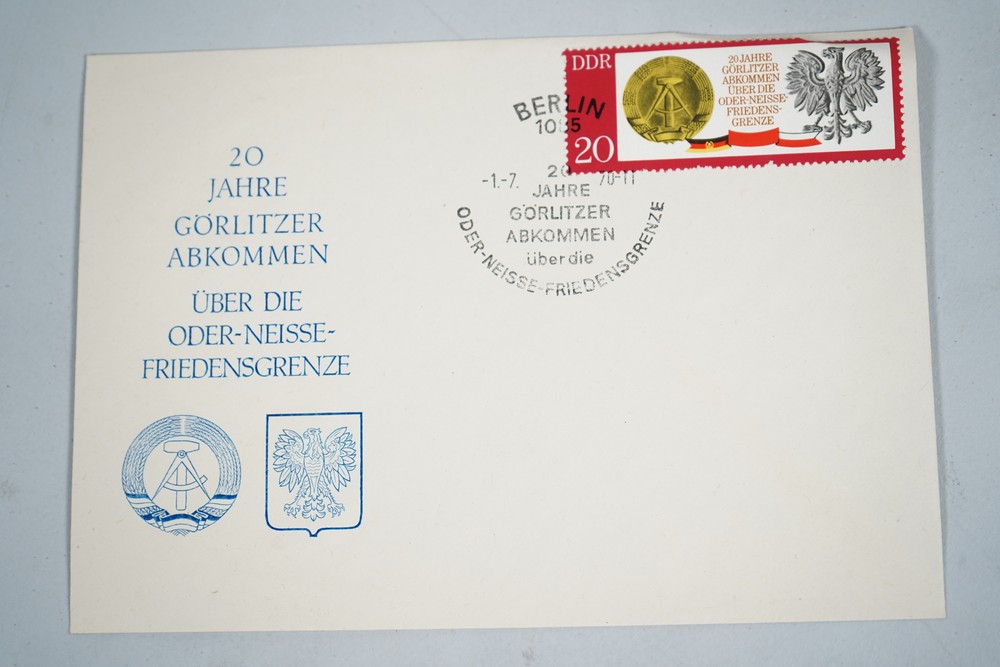 20
JAHRE
GÖRLITZER
ABKOMMEN
ÜBER DIE
ODER-NEISSE-
FRIEDENSGRENZE
DDR
20
20 JAHRE
GÖRLITZER
ABKOMMEN
ÜBER DIE
ODER-NEISSE-
FRIEDENS-
GRENZE
BERLIN
1085
-1.-7. 70-11
20
JAHRE
GÖRLITZER
ABKOMMEN
über die
ODER-NEISSE-FRIEDENSGRENZE